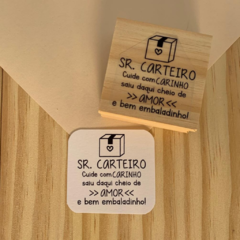 SR. CARTEIRO
Cuide com CARINHO
saiu daqui cheio de
>> AMOR <<
e bem embaladinho!
SR. CARTEIRO
Cuide com CARINHO
saiu daqui cheio de
>> AMOR <<
e bem embaladinho!